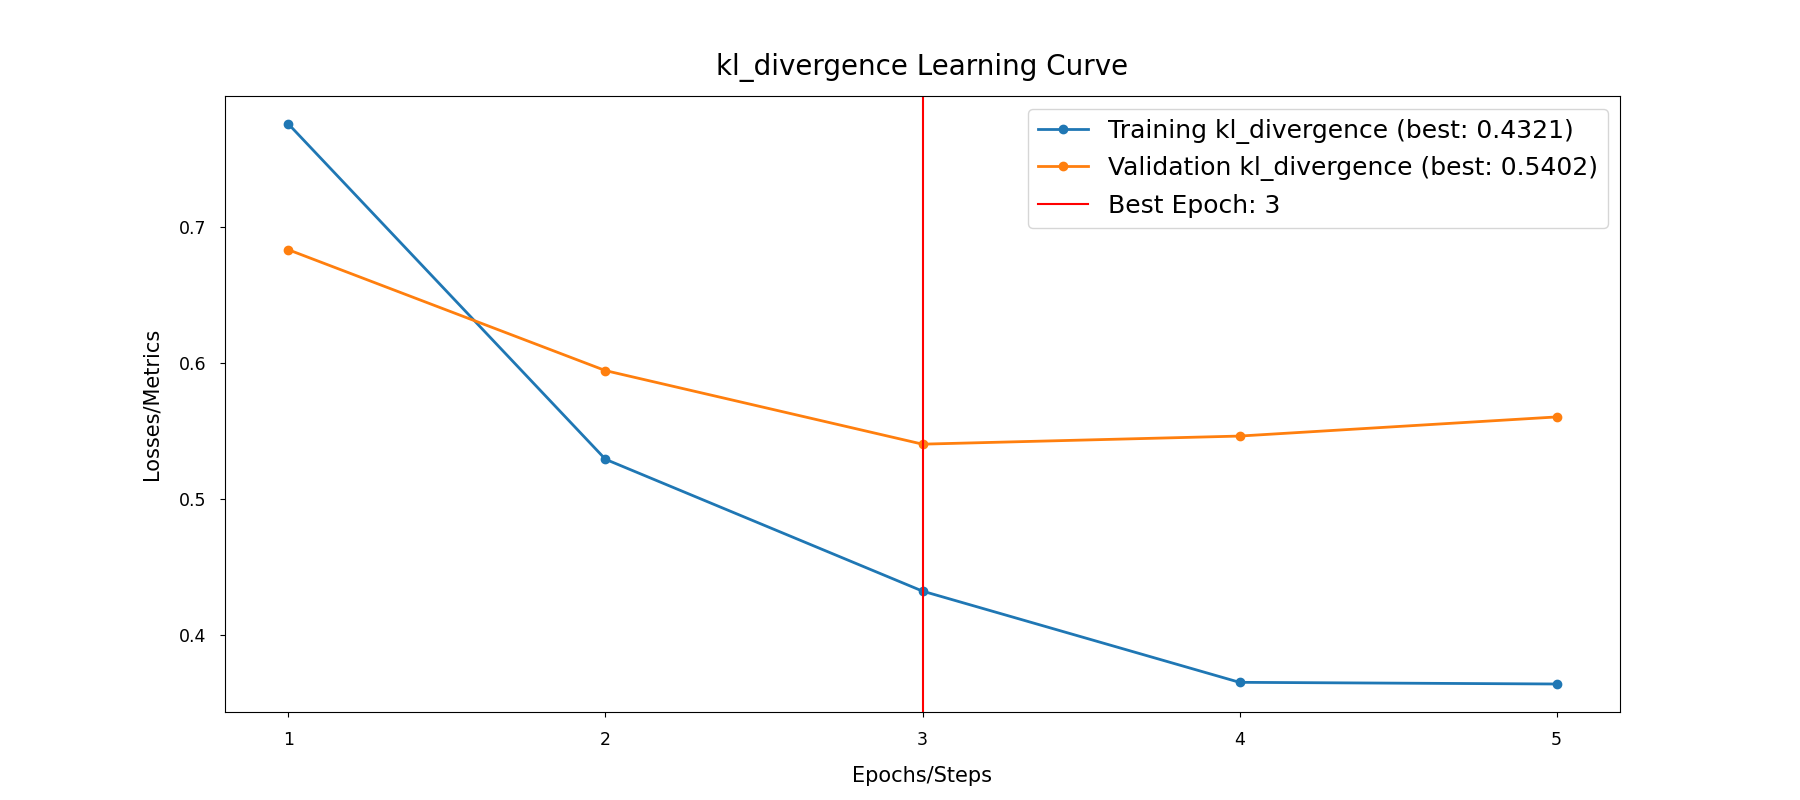 kl_divergence Learning Curve
Training kl_divergence (best: 0.4321)
Validation kl_divergence (best: 0.5402)
Best Epoch: 3
Losses/Metrics
0.7
0.6
0.5
0.4
1 2 3 4 5
Epochs/Steps